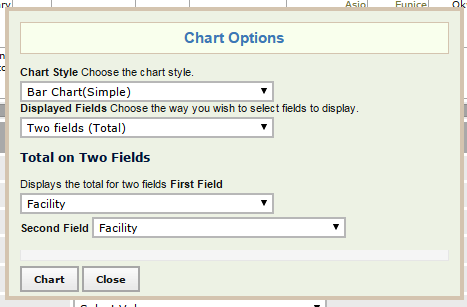 Asio Eunice
Chart Options
Chart Style Choose the chart style.
Bar Chart(Simple)
Displayed Fields Choose the way you wish to select fields to display.
Two fields (Total)
Total on Two Fields
Displays the total for two fields First Field
Facility
Second Field Facility
Chart Close